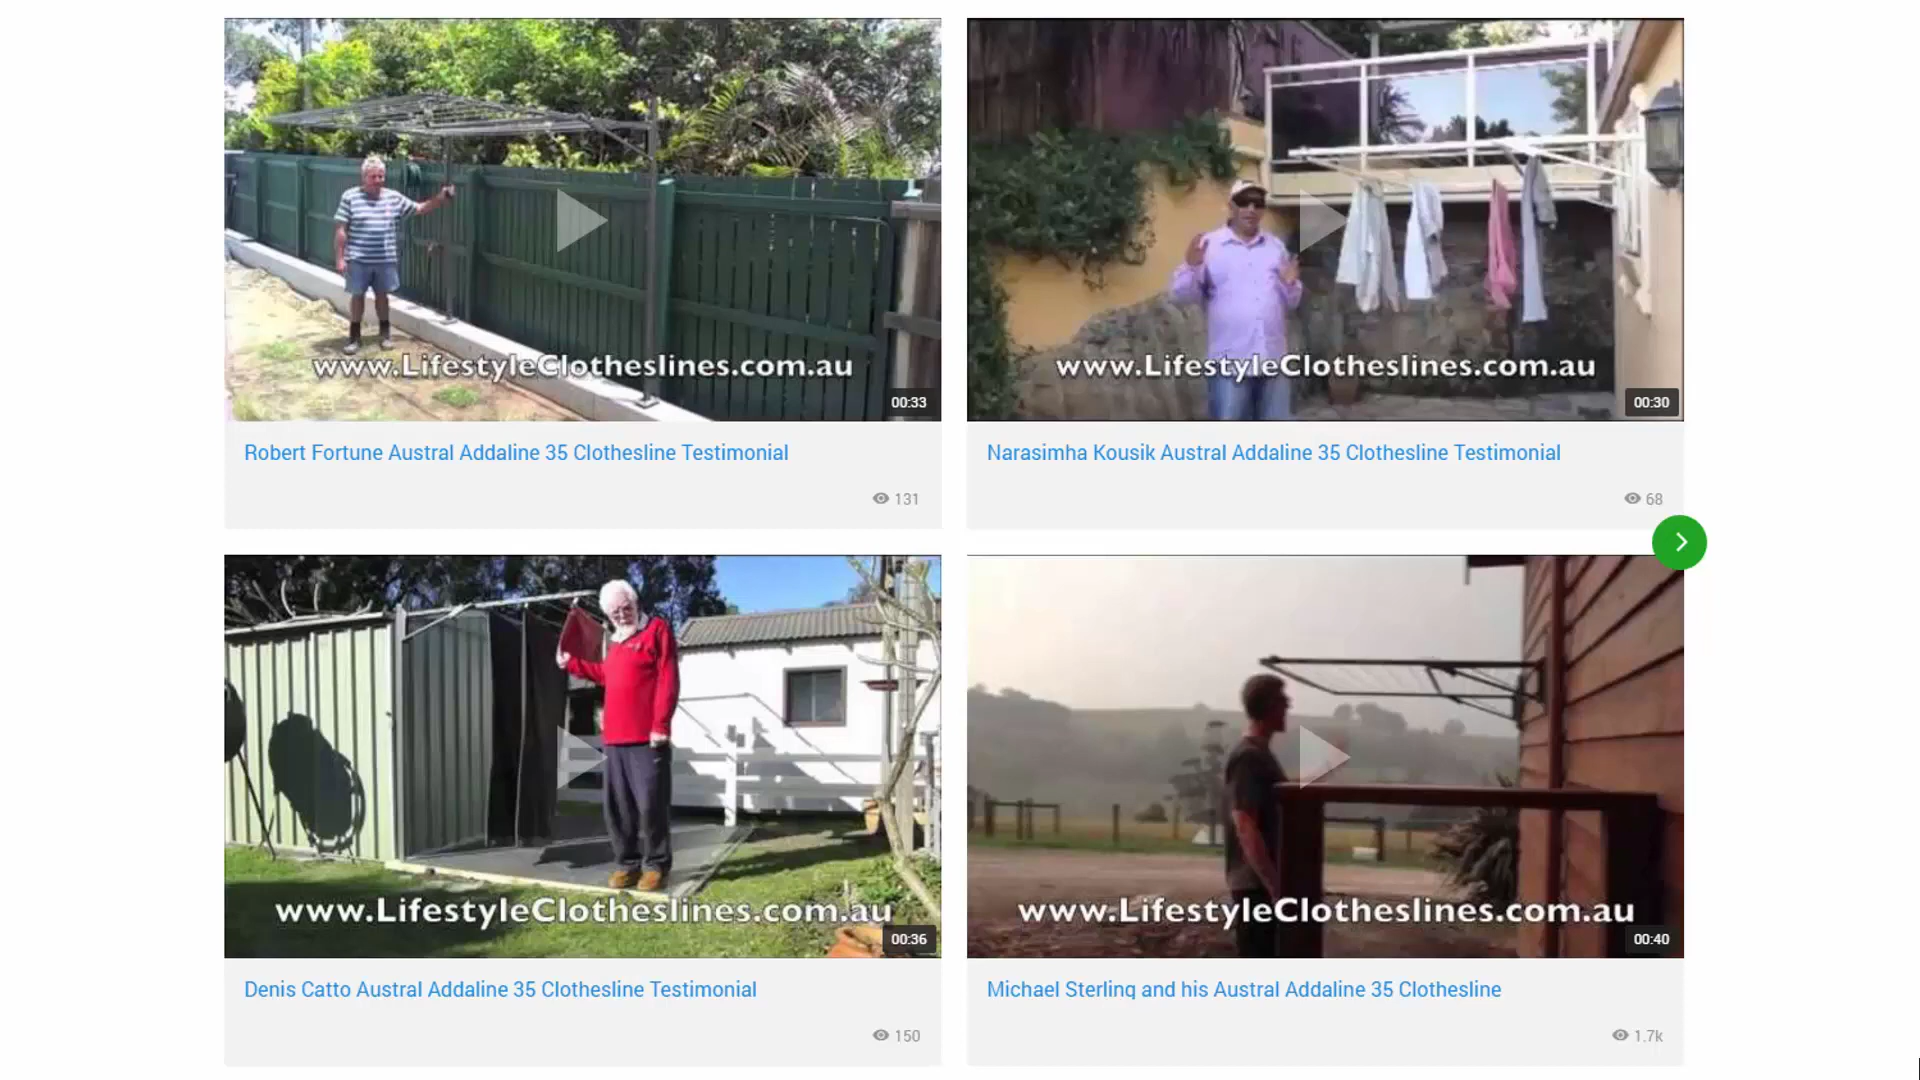 www.LifestyleClotheslines.com.au
00:33
Robert Fortune Austral Addaline 35 Clothesline Testimonial
131
www.LifestyleClotheslines.com.au
00:30
Narasimha Kousik Austral Addaline 35 Clothesline Testimonial
68
www.LifestyleClotheslines.com.au
00:36
Denis Catto Austral Addaline 35 Clothesline Testimonial
150
www.LifestyleClotheslines.com.au
00:40
Michael Sterling and his Austral Addaline 35 Clothesline
1.7k